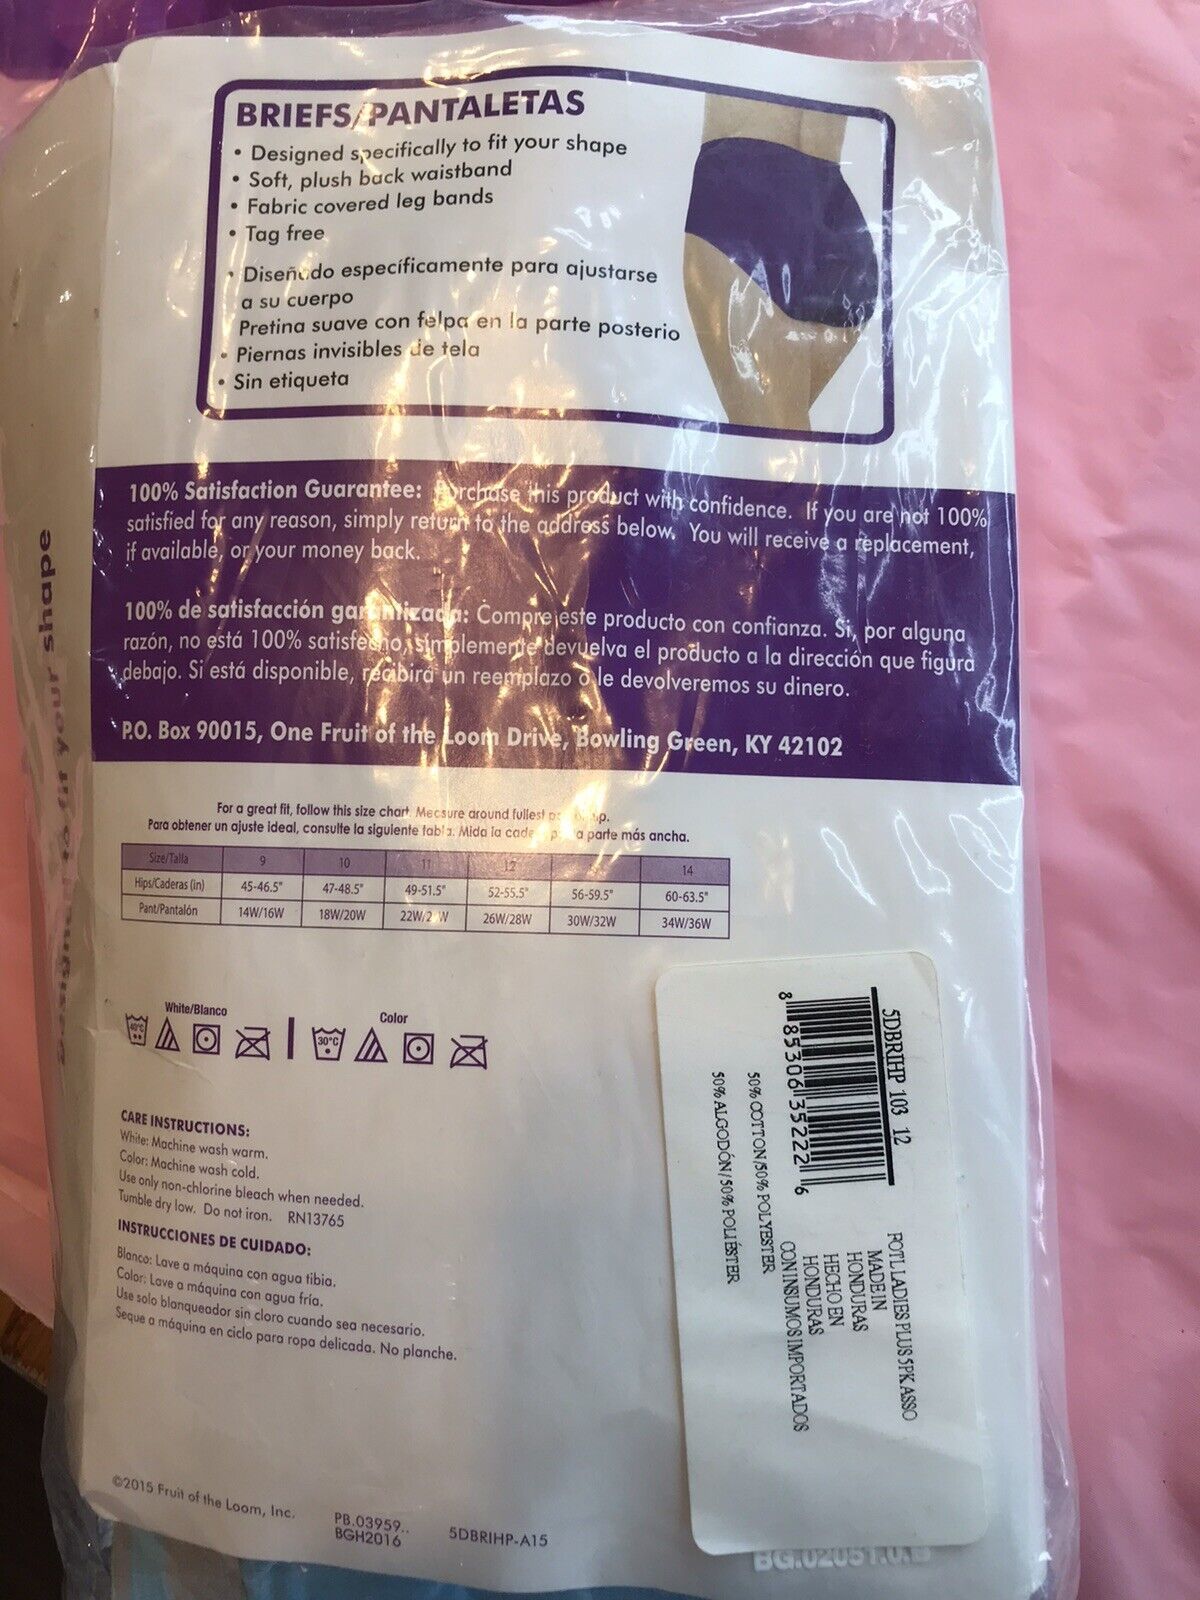 BRIEFS/PANTALETAS
• Designed specifically to fit your shape
• Soft, plush back waistband
• Fabric covered leg bands
• Tag free
• Diseñado específicamente para ajustarse
a su cuerpo
Pretina suave con felpa en la parte posterio
• Piernas invisibles de tela
• Sin etiqueta
100% Satisfaction Guarantee: Purchase this product with confidence. If you are not 100%
satisfied for any reason, simply return to the address below. You will receive a replacement,
if available, or your money back.
100% de satisfacción garantizada: Compre este producto con confianza. Si, por alguna
razón, no está 100% satisfecho, simplemente devuelva el producto a la dirección que figura
debajo. Si está disponible, recibirá un reemplazo o le devolveremos su dinero.
P.O. Box 90015, One Fruit of the Loom Drive, Bowling Green, KY 42102
Designed to fit your shape
For a great fit, follow this size chart. Measure around fullest
Para obtener un ajuste ideal, consulte la siguiente tabla. Mida la parte más ancha.
Size/Talla 9 10 11 12 14
Hips/Caderas (in) 45-46.5" 47-48.5" 49-51.5" 52-55.5" 56-59.5" 60-63.5"
Pant/Pantalón 14W/16W 18W/20W 22W/2 W 26W/28W 30W/32W 34W/36W
White/Blanco Color
40°C 30°C
CARE INSTRUCTIONS:
White: Machine wash warm.
Color: Machine wash cold.
Use only non-chlorine bleach when needed.
Tumble dry low. Do not iron. RN13765
INSTRUCCIONES DE CUIDADO:
Blanco: Lave a máquina con agua tibia.
Color: Lave a máquina con agua fría.
Use solo blanqueador sin cloro cuando sea necesario.
Seque a máquina en ciclo para ropa delicada. No planche.
©2015 Fruit of the Loom, Inc.
PB.03959..
BGH2016
5DBRIHP-A15
5DBRIHP 103 12
8 85306 35222 6
50% COTTON/50% POLYESTER
50% ALGODÓN/50% POLIÉSTER
FOTL LADIES PLUS 5PK ASSO
MADE IN
HONDURAS
HECHO EN
HONDURAS
CON INSUMOS IMPORTADOS